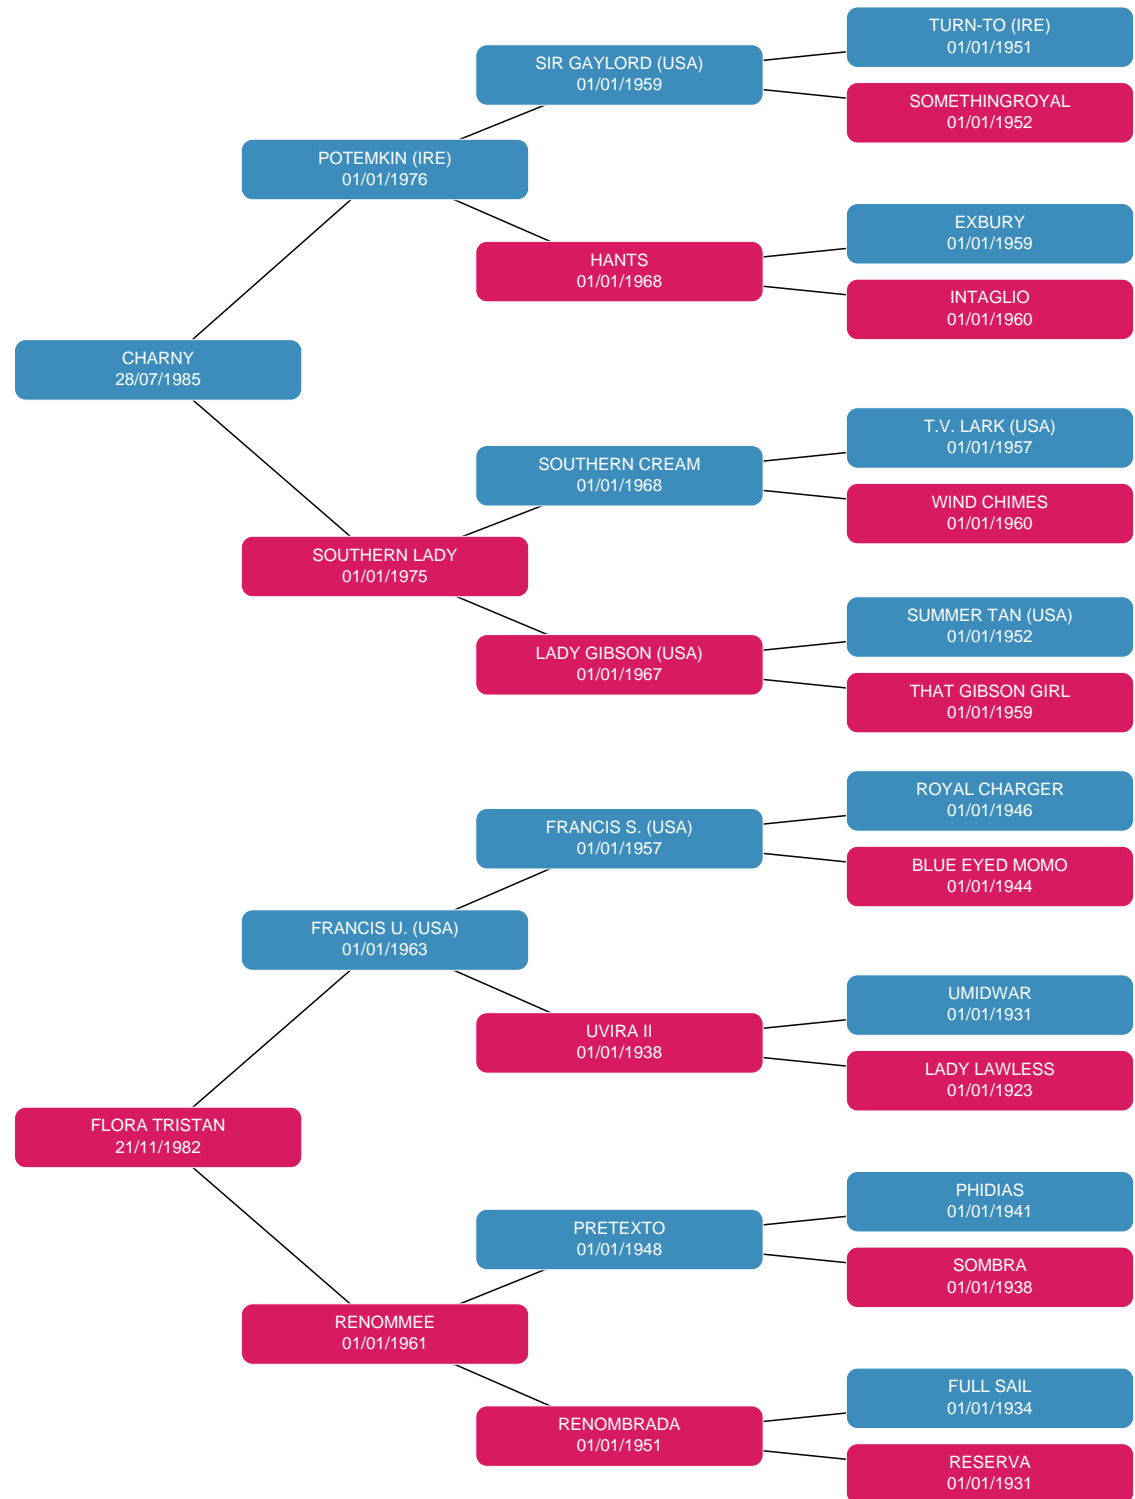 TURN-TO (IRE)
01/01/1951
SIR GAYLORD (USA)
01/01/1959
SOMETHINGROYAL
01/01/1952
POTEMKIN (IRE)
01/01/1976
EXBURY
01/01/1959
HANTS
01/01/1968
INTAGLIO
01/01/1960
CHARNY
28/07/1985
T.V. LARK (USA)
01/01/1957
SOUTHERN CREAM
01/01/1968
WIND CHIMES
01/01/1960
SOUTHERN LADY
01/01/1975
SUMMER TAN (USA)
01/01/1952
LADY GIBSON (USA)
01/01/1967
THAT GIBSON GIRL
01/01/1959
ROYAL CHARGER
01/01/1946
FRANCIS S. (USA)
01/01/1957
BLUE EYED MOMO
01/01/1944
FRANCIS U. (USA)
01/01/1963
UMIDWAR
01/01/1931
UVIRA II
01/01/1938
LADY LAWLESS
01/01/1923
FLORA TRISTAN
21/11/1982
PHIDIAS
01/01/1941
PRETEXTO
01/01/1948
SOMBRA
01/01/1938
RENOMMEE
01/01/1961
FULL SAIL
01/01/1934
RENOMBRADA
01/01/1951
RESERVA
01/01/1931